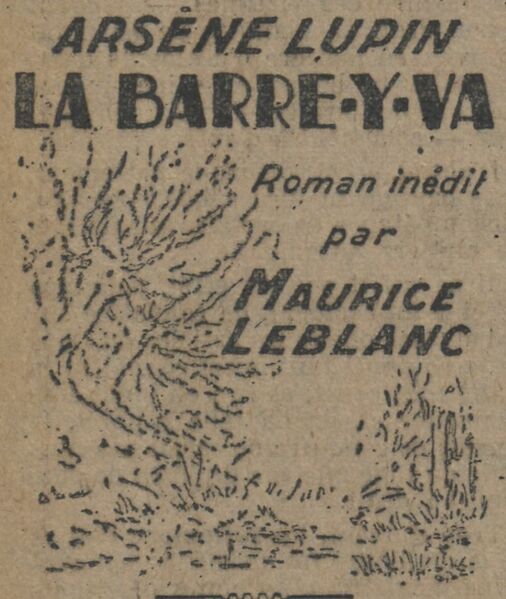 ARSÈNE LUPIN
LA BARRE-Y-VA
Roman inédit
par
MAURICE
LEBLANC